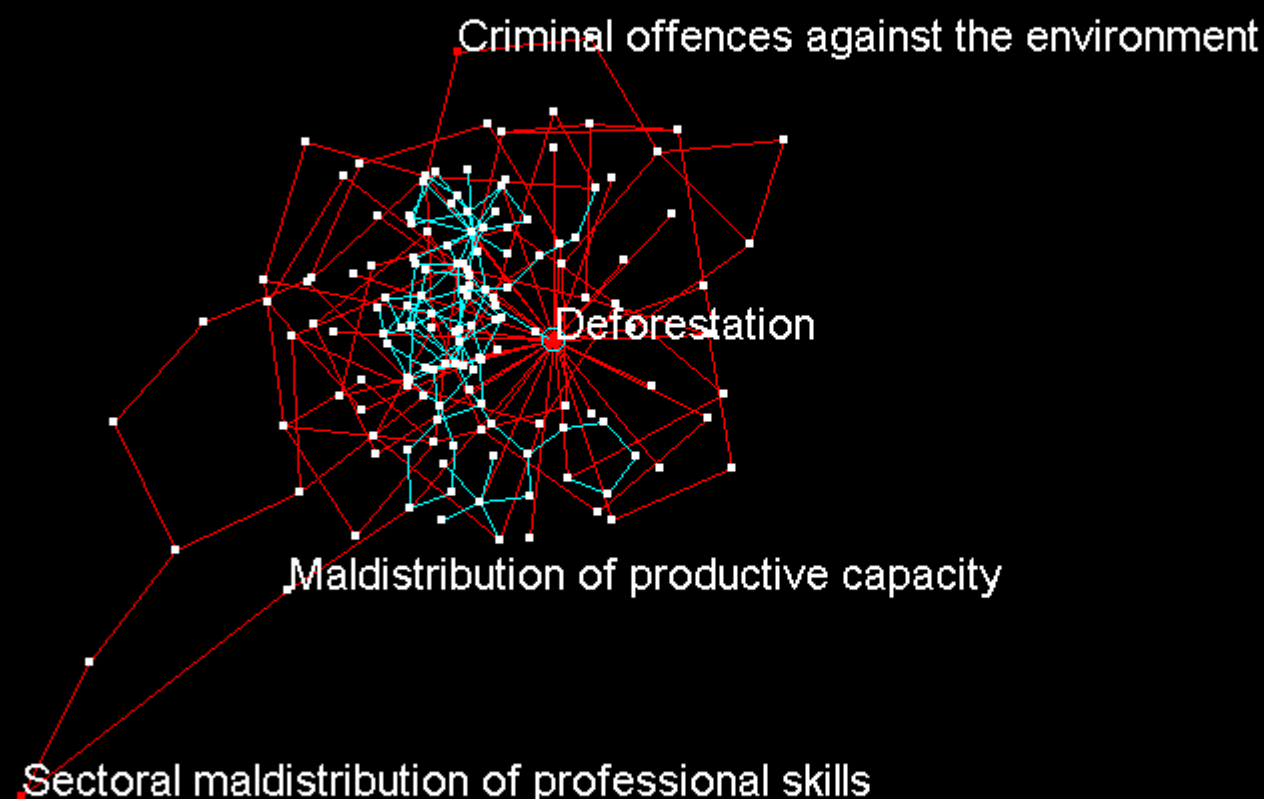 Criminal offences against the environment
Deforestation
Maldistribution of productive capacity
Sectoral maldistribution of professional skills